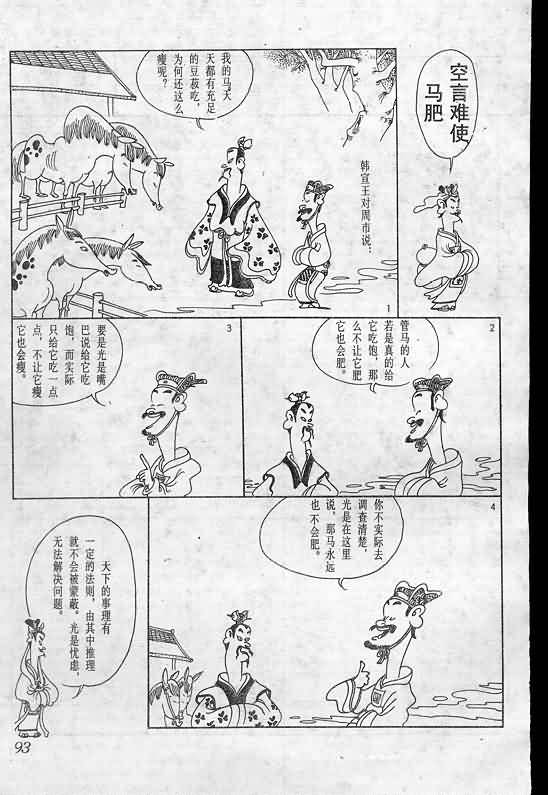 空言难使
马肥
韩宣王对周市说：
我的马天
天都有充足
的豆菽吃，
为何还这么
瘦呢？
1
2
管马的人
若是真的给
它吃饱，那
么不让它肥
它也会肥。
3
要是光是嘴
巴说给它吃
饱，而实际
只给它吃一点
点，不让它瘦
它也会瘦。
4
你不实际去
调查清楚，
光是在这里
说，那马永远
也不会肥。
天下的事理有
一定的法则，由其中推理
就不会被蒙蔽。光是忧虑，
无法解决问题。
93